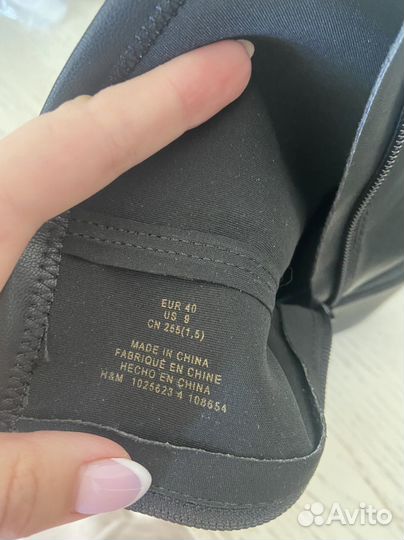 EUR 40
US 9
CN 255(1,5)
MADE IN CHINA
FABRIQUÉ EN CHINE
HECHO EN CHINA
H&M 1025623 4 108654
Avito